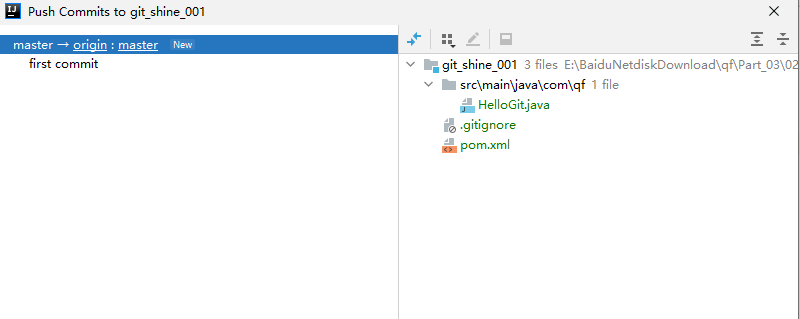 Push Commits to git_shine_001
master → origin : master New
first commit
git_shine_001 3 files E:\BaiduNetdiskDownload\qf\Part_03\02
src\main\java\com\qf 1 file
HelloGit.java
.gitignore
pom.xml